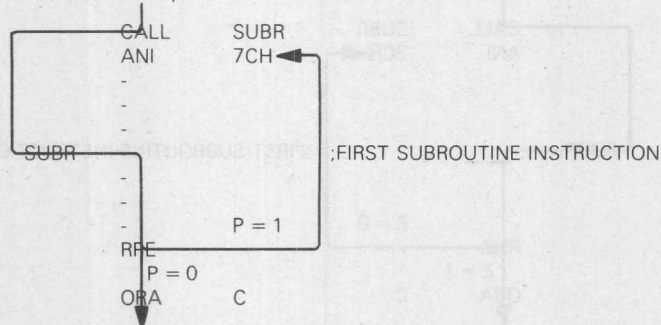 CALL SUBR
ANI 7CH
-
-
-
-
SUBR ;FIRST SUBROUTINE INSTRUCTION
-
-
-
P = 1
RPE
P = 0
ORA C